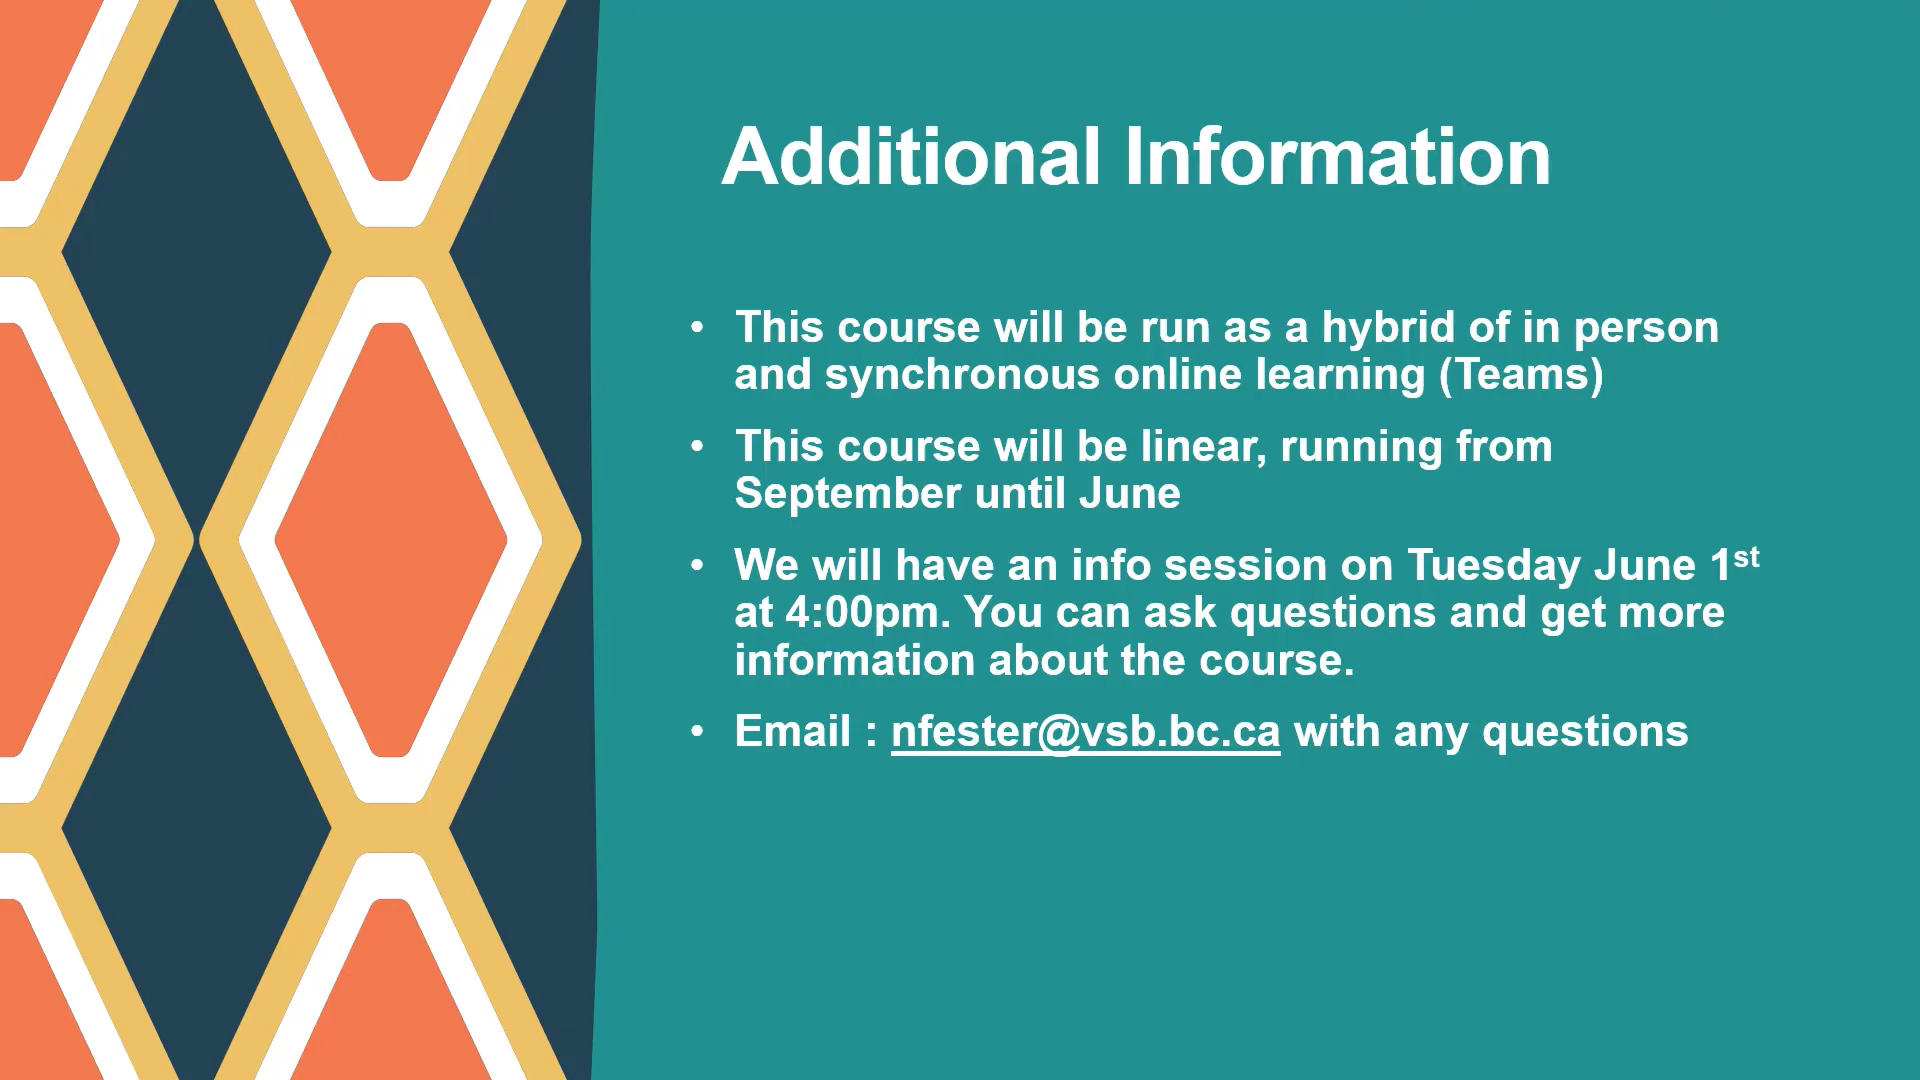 Additional Information
• This course will be run as a hybrid of in person
and synchronous online learning (Teams)
• This course will be linear, running from
September until June
• We will have an info session on Tuesday June 1st
at 4:00pm. You can ask questions and get more
information about the course.
• Email : nfester@vsb.bc.ca with any questions